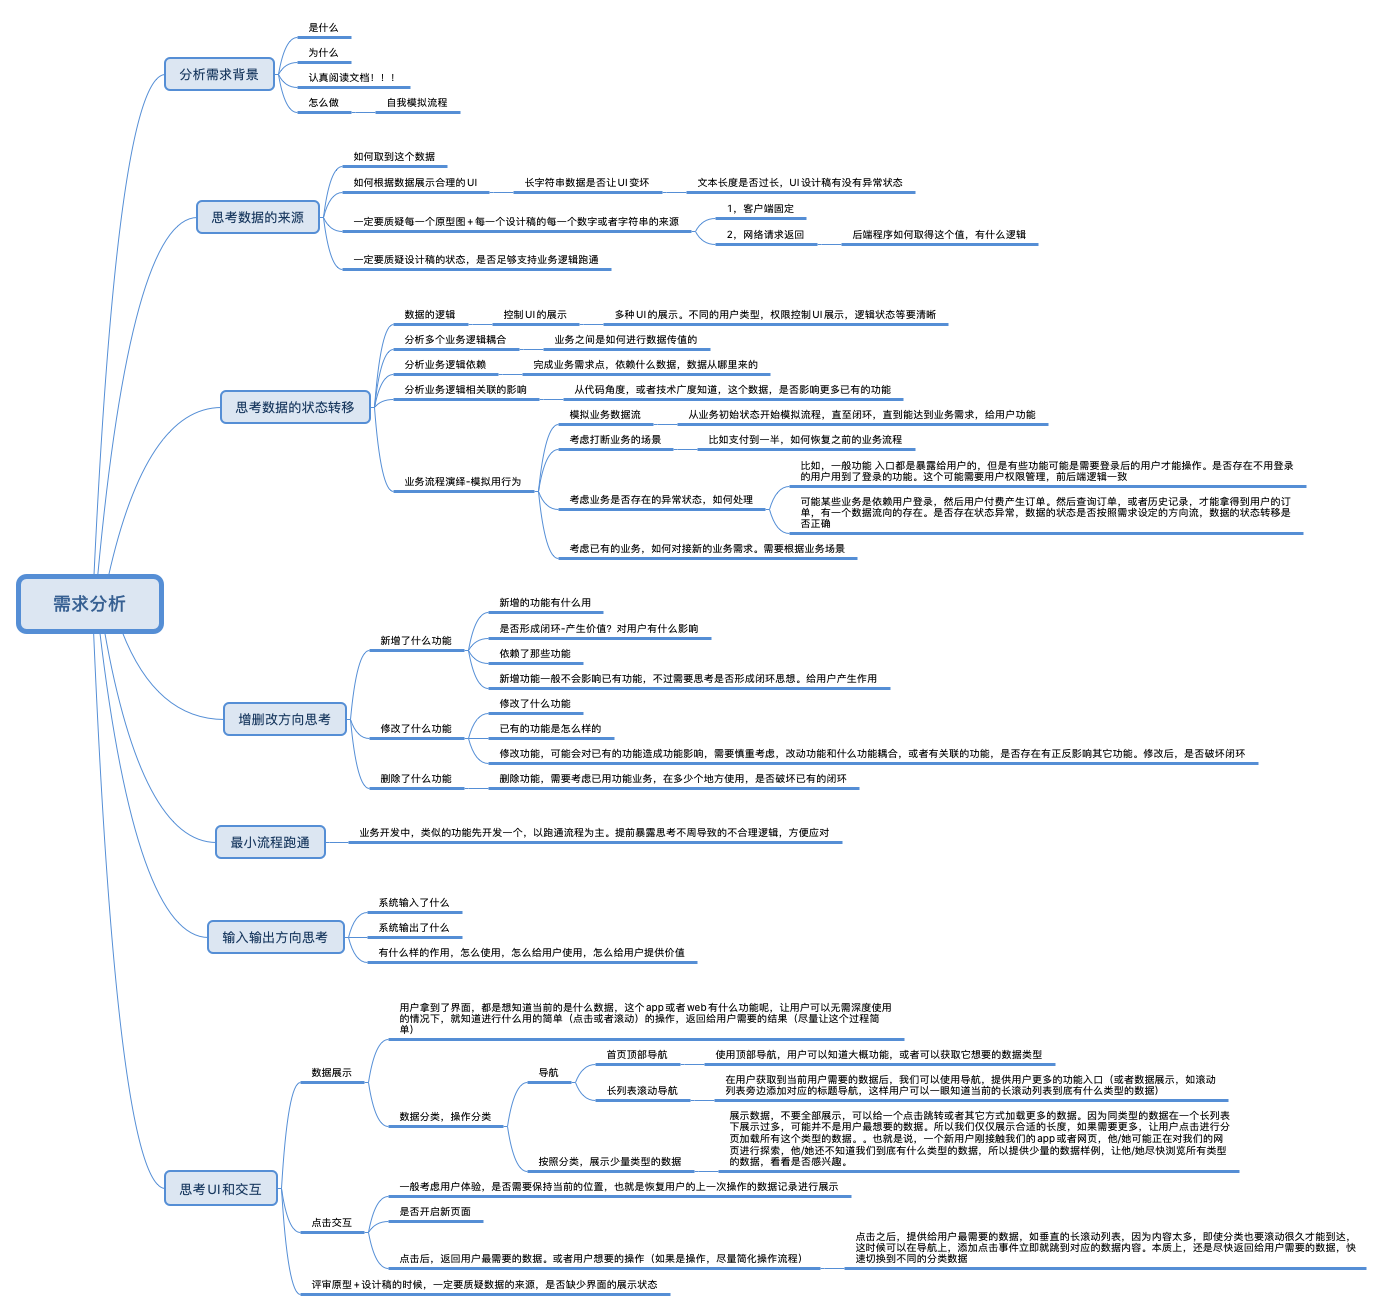 需求分析
分析需求背景
是什么
为什么
认真阅读文档！！！
怎么做
自我模拟流程
思考数据的来源
如何取到这个数据
如何根据数据展示合理的UI
长字符串数据是否让UI变坏
文本长度是否过长，UI设计稿有没有异常状态
一定要质疑每一个原型图+每一个设计稿的每一个数字或者字符串的来源
1，客户端固定
2，网络请求返回
后端程序如何取得这个值，有什么逻辑
一定要质疑设计稿的状态，是否足够支持业务逻辑跑通
思考数据的状态转移
数据的逻辑
控制UI的展示
多种UI的展示。不同的用户类型，权限控制UI展示，逻辑状态等要清晰
分析多个业务逻辑耦合
业务之间是如何进行数据传值的
分析业务逻辑依赖
完成业务需求点，依赖什么数据，数据从哪里来的
分析业务逻辑相关联的影响
从代码角度，或者技术广度知道，这个数据，是否影响更多已有的功能
业务流程演绎-模拟用行为
模拟业务数据流
从业务初始状态开始模拟流程，直至闭环，直到能达到业务需求，给用户功能
考虑打断业务的场景
比如支付到一半，如何恢复之前的业务流程
考虑业务是否存在的异常状态，如何处理
比如，一般功能 入口都是暴露给用户的，但是有些功能可能是需要登录后的用户才能操作。是否存在不用登录
的用户用到了登录的功能。这个可能需要用户权限管理，前后端逻辑一致
可能某些业务是依赖用户登录，然后用户付费产生订单。然后查询订单，或者历史记录，才能拿得到用户的订
单，有一个数据流向的存在。是否存在状态异常，数据的状态是否按照需求设定的方向流，数据的状态转移是
否正确
考虑已有的业务，如何对接新的业务需求。需要根据业务场景
增删改方向思考
新增了什么功能
新增的功能有什么用
是否形成闭环-产生价值？对用户有什么影响
依赖了那些功能
新增功能一般不会影响已有功能，不过需要思考是否形成闭环思想。给用户产生作用
修改了什么功能
修改了什么功能
已有的功能是怎么样的
修改功能，可能会对已有的功能造成功能影响，需要慎重考虑，改动功能和什么功能耦合，或者有关联的功能，是否存在有正反影响其它功能。修改后，是否破坏闭环
删除了什么功能
删除功能，需要考虑已用功能业务，在多少个地方使用，是否破坏已有的闭环
最小流程跑通
业务开发中，类似的功能先开发一个，以跑通流程为主。提前暴露思考不周导致的不合理逻辑，方便应对
输入输出方向思考
系统输入了什么
系统输出了什么
有什么样的作用，怎么使用，怎么给用户使用，怎么给用户提供价值
思考UI和交互
数据展示
用户拿到了界面，都是想知道当前的是什么数据，这个app或者web有什么功能呢，让用户可以无需深度使用
的情况下，就知道进行什么用的简单（点击或者滚动）的操作，返回给用户需要的结果（尽量让这个过程简
单）
数据分类，操作分类
导航
首页顶部导航
使用顶部导航，用户可以知道大概功能，或者可以获取它想要的数据类型
长列表滚动导航
在用户获取到当前用户需要的数据后，我们可以使用导航，提供用户更多的功能入口（或者数据展示，如滚动
列表旁边添加对应的标题导航，这样用户可以一眼知道当前的长滚动列表到底有什么类型的数据）
按照分类，展示少量类型的数据
展示数据，不要全部展示，可以给一个点击跳转或者其它方式加载更多的数据。因为同类型的数据在一个长列表
下展示过多，可能并不是用户最想要的数据。所以我们仅仅展示合适的长度，如果需要更多，让用户点击进行分
页加载所有这个类型的数据。。也就是说，一个新用户刚接触我们的app或者网页，他/她可能正在对我们的网
页进行探索，他/她还不知道我们到底有什么类型的数据，所以提供少量的数据样例，让他/她尽快浏览所有类型
的数据，看看是否感兴趣。
点击交互
一般考虑用户体验，是否需要保持当前的位置，也就是恢复用户的上一次操作的数据记录进行展示
是否开启新页面
点击后，返回用户最需要的数据。或者用户想要的操作（如果是操作，尽量简化操作流程）
点击之后，提供给用户最需要的数据，如垂直的长滚动列表，因为内容太多，即使分类也要滚动很久才能到达，
这时候可以在导航上，添加点击事件立即就跳到对应的数据内容。本质上，还是尽快返回给用户需要的数据，快
速切换到不同的分类数据
评审原型+设计稿的时候，一定要质疑数据的来源，是否缺少界面的展示状态